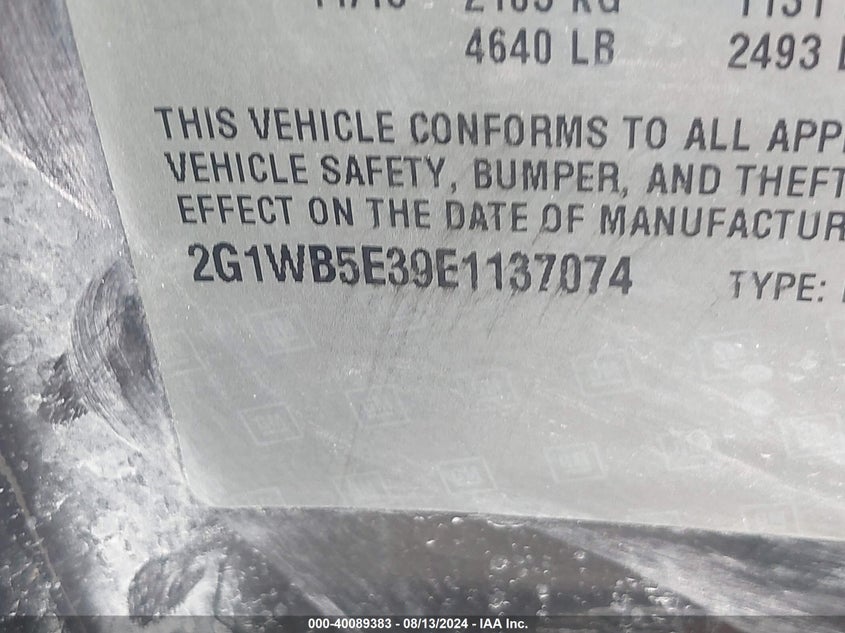 4640 LB 2493
THIS VEHICLE CONFORMS TO ALL APP
VEHICLE SAFETY, BUMPER, AND THEFT
EFFECT ON THE DATE OF MANUFACTUR
2G1WB5E39E1137074 TYPE:
000-40089383 - 08/13/2024 - IAA Inc.